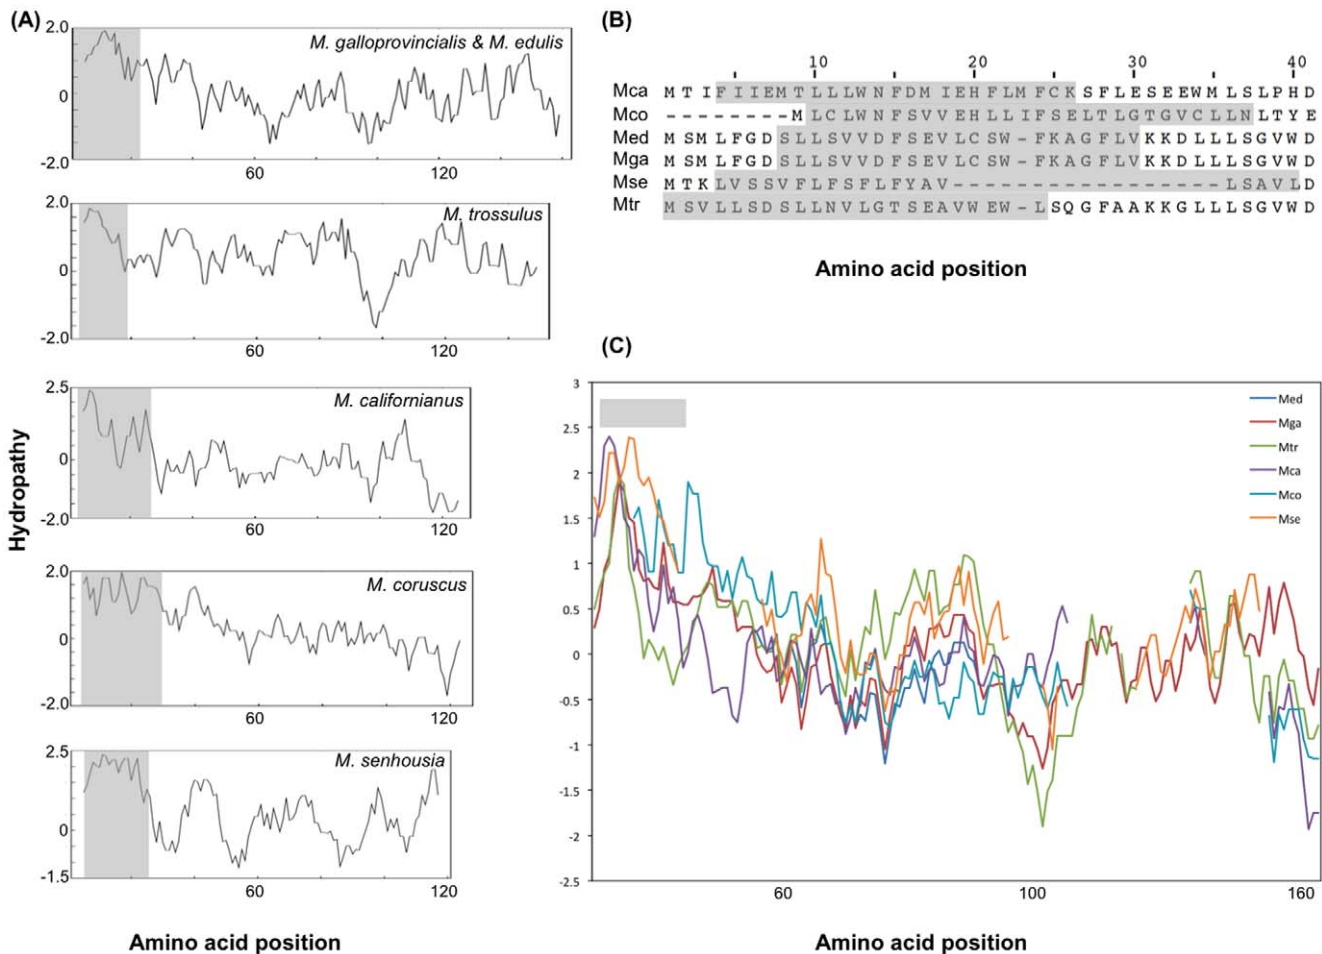 (A)
2.0
M. galloprovincialis & M. edulis
0
-2.0
60
120
2.0
M. trossulus
0
-2.0
60
120
2.5
M. californianus
0
-2.0
60
120
2.0
M. coruscus
0
-2.0
60
120
2.5
M. senhousia
0
-1.5
60
120
Hydropathy
Amino acid position
(B)
10 20 30 40
Mca M T I F I I E M T L L L W N F D M I E H F L M F C K S F L E S E E W M L S L P H D
Mco - - - - - - - - M L C L W N F S V V E H L L I F S E L T L G T G V C L L N L T Y E
Med M S M L F G D S L L S V V D F S E V L C S W - F K A G F L V K K D L L L S G V W D
Mga M S M L F G D S L L S V V D F S E V L C S W - F K A G F L V K K D L L L S G V W D
Mse M T K L V S S V F L F S F L F Y A V - - - - - - - - - - - - - - - - - L S A V L D
Mtr M S V L L S D S L L N V L G T S E A V W E W - L S Q G F A A K K G L L L S G V W D
Amino acid position
(C)
3
2.5
2
1.5
1
0.5
0
-0.5
-1
-1.5
-2
-2.5
Med
Mga
Mtr
Mca
Mco
Mse
60 100 160
Amino acid position